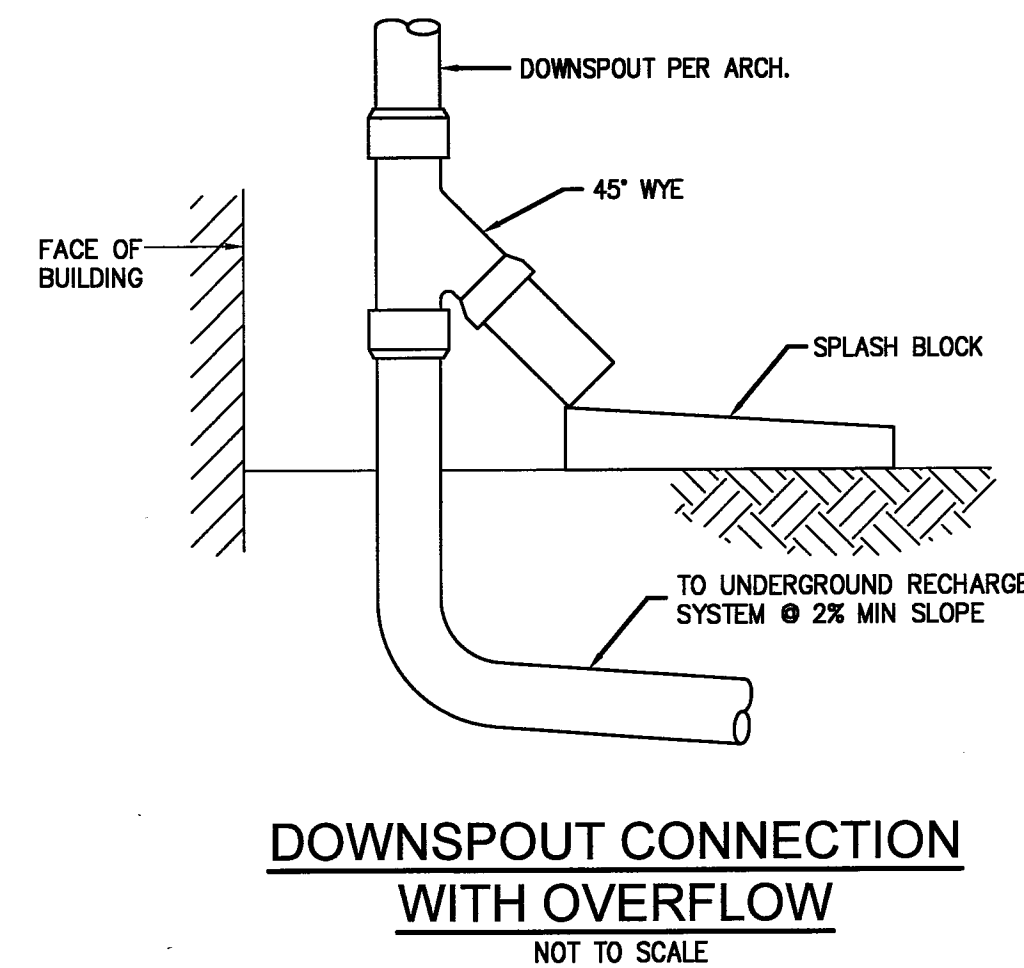 DOWNSPOUT PER ARCH.
45° WYE
FACE OF
BUILDING
SPLASH BLOCK
TO UNDERGROUND RECHARGE
SYSTEM @ 2% MIN SLOPE
DOWNSPOUT CONNECTION
WITH OVERFLOW
NOT TO SCALE